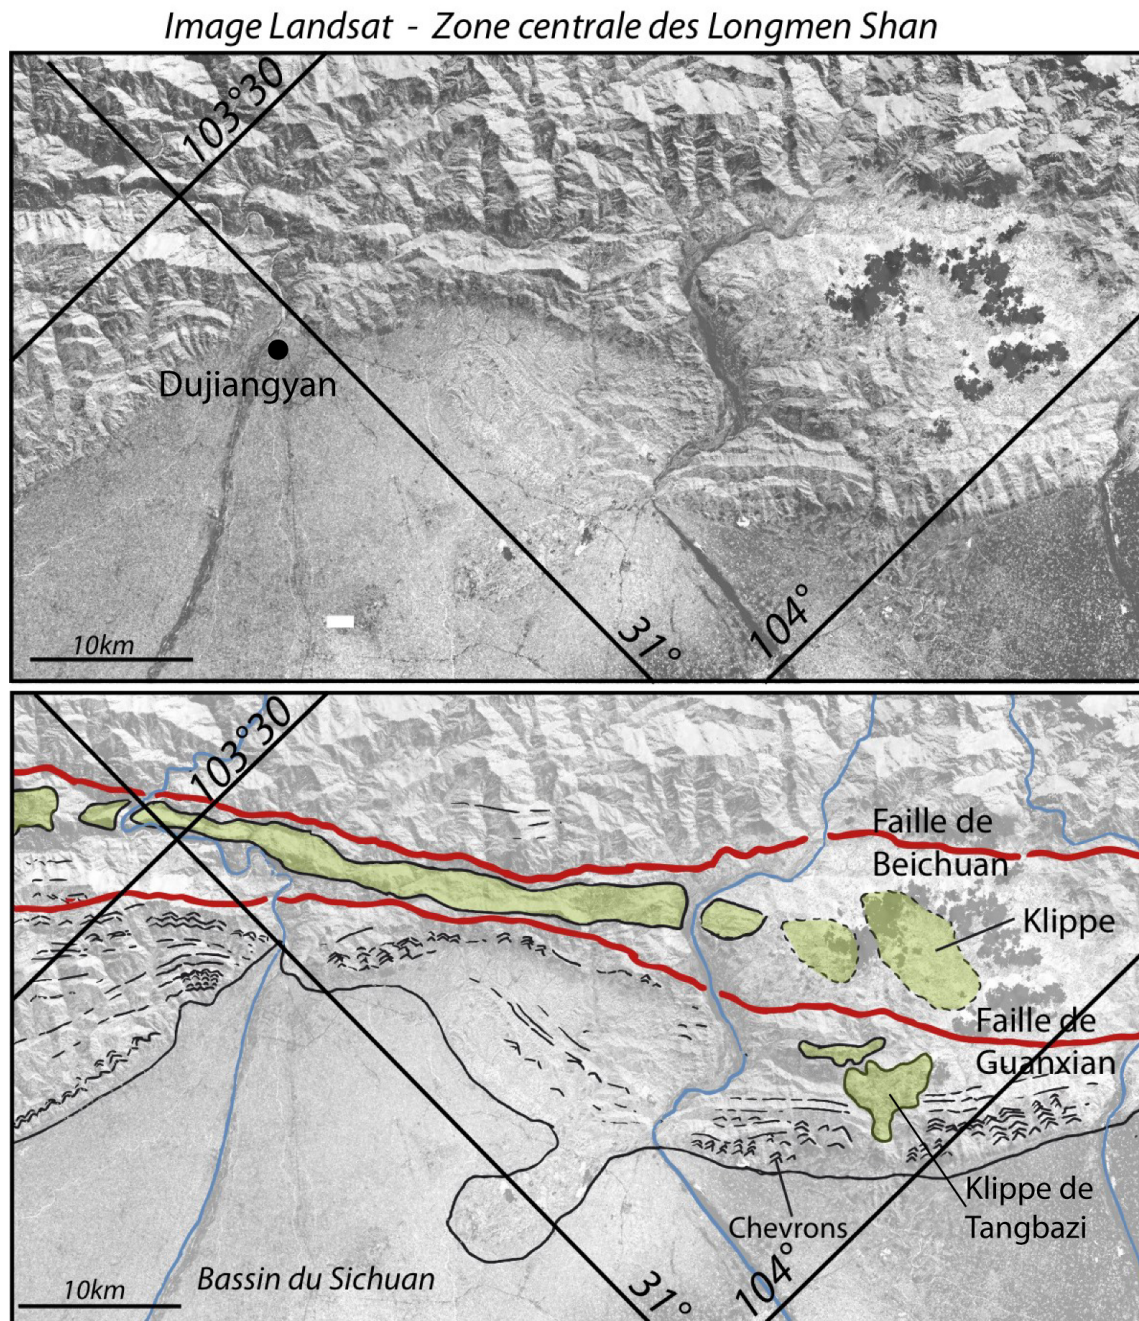 Image Landsat - Zone centrale des Longmen Shan
103°30
Dujiangyan
10km
31°
104°
103°30
Faille de
Beichuan
Klippe
Faille de
Guanxian
Klippe de
Tangbazi
Chevrons
Bassin du Sichuan
10km
31°
104°